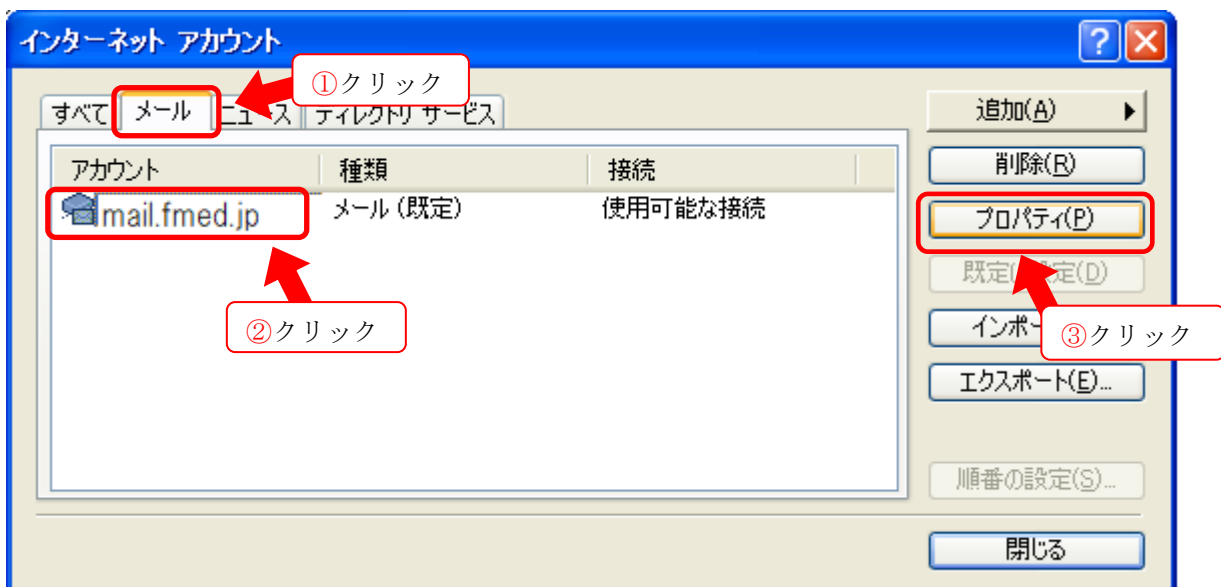 インターネット アカウント
①クリック
すべて メール ニュース ディレクトリ サービス
追加(A)
アカウント 種類 接続
削除(R)
mail.fmed.jp メール (既定) 使用可能な接続
プロパティ(P)
(D)
②クリック
③クリック
エクスポート(E)...
順番の設定(S)...
閉じる